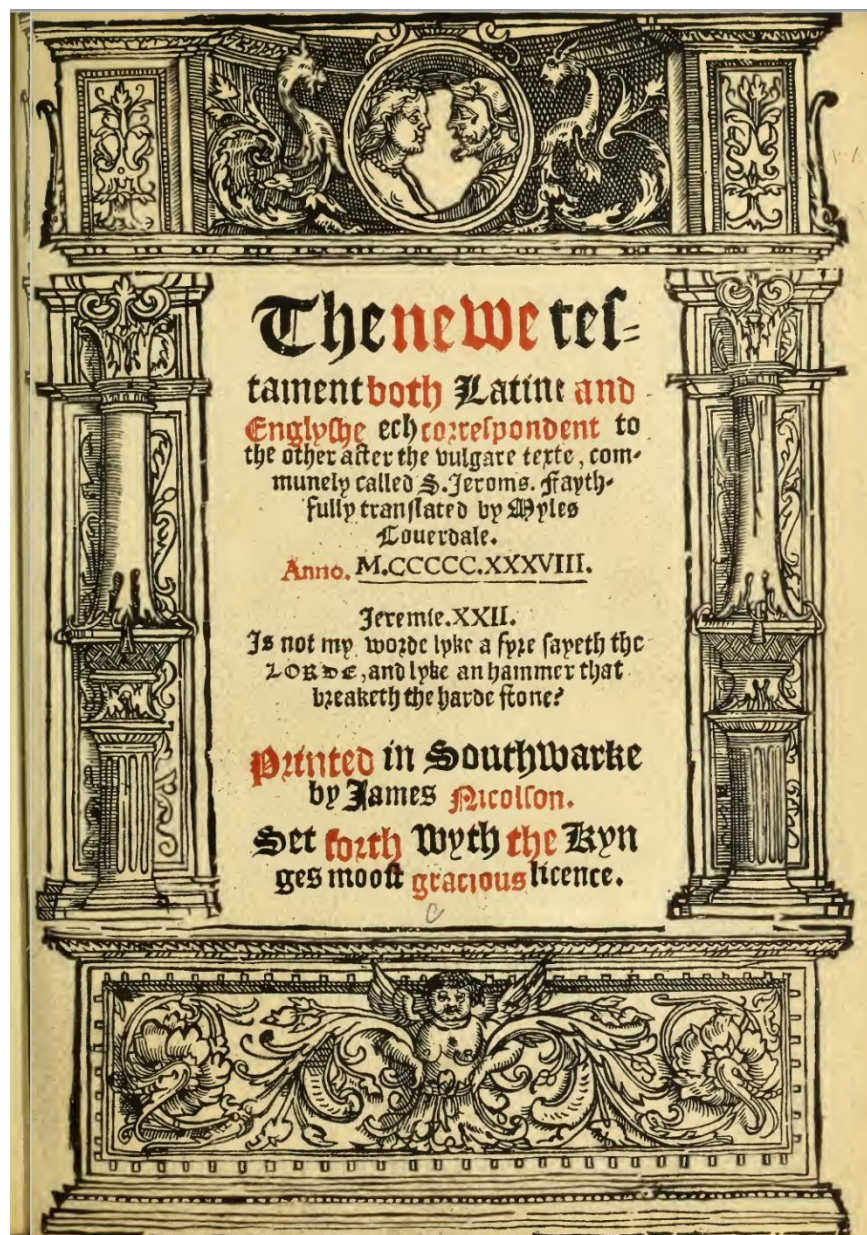 The newe tes=
tament both Latine and
Englyshe ech correspondent to
the other after the vulgare texte, com-
munely called S. Jeroms. Fayth-
fully translated by Myles
Couerdale.
Anno. M.CCCCC.XXXVIII.
Jeremie.XXII.
Is not my worde lyke a fyre sayeth the
LORDE, and lyke an hammer that
breaketh the harde stone?
Printed in Southwarke
by James Nicolson.
Set forth wyth the Kyn
ges moost gracious licence.